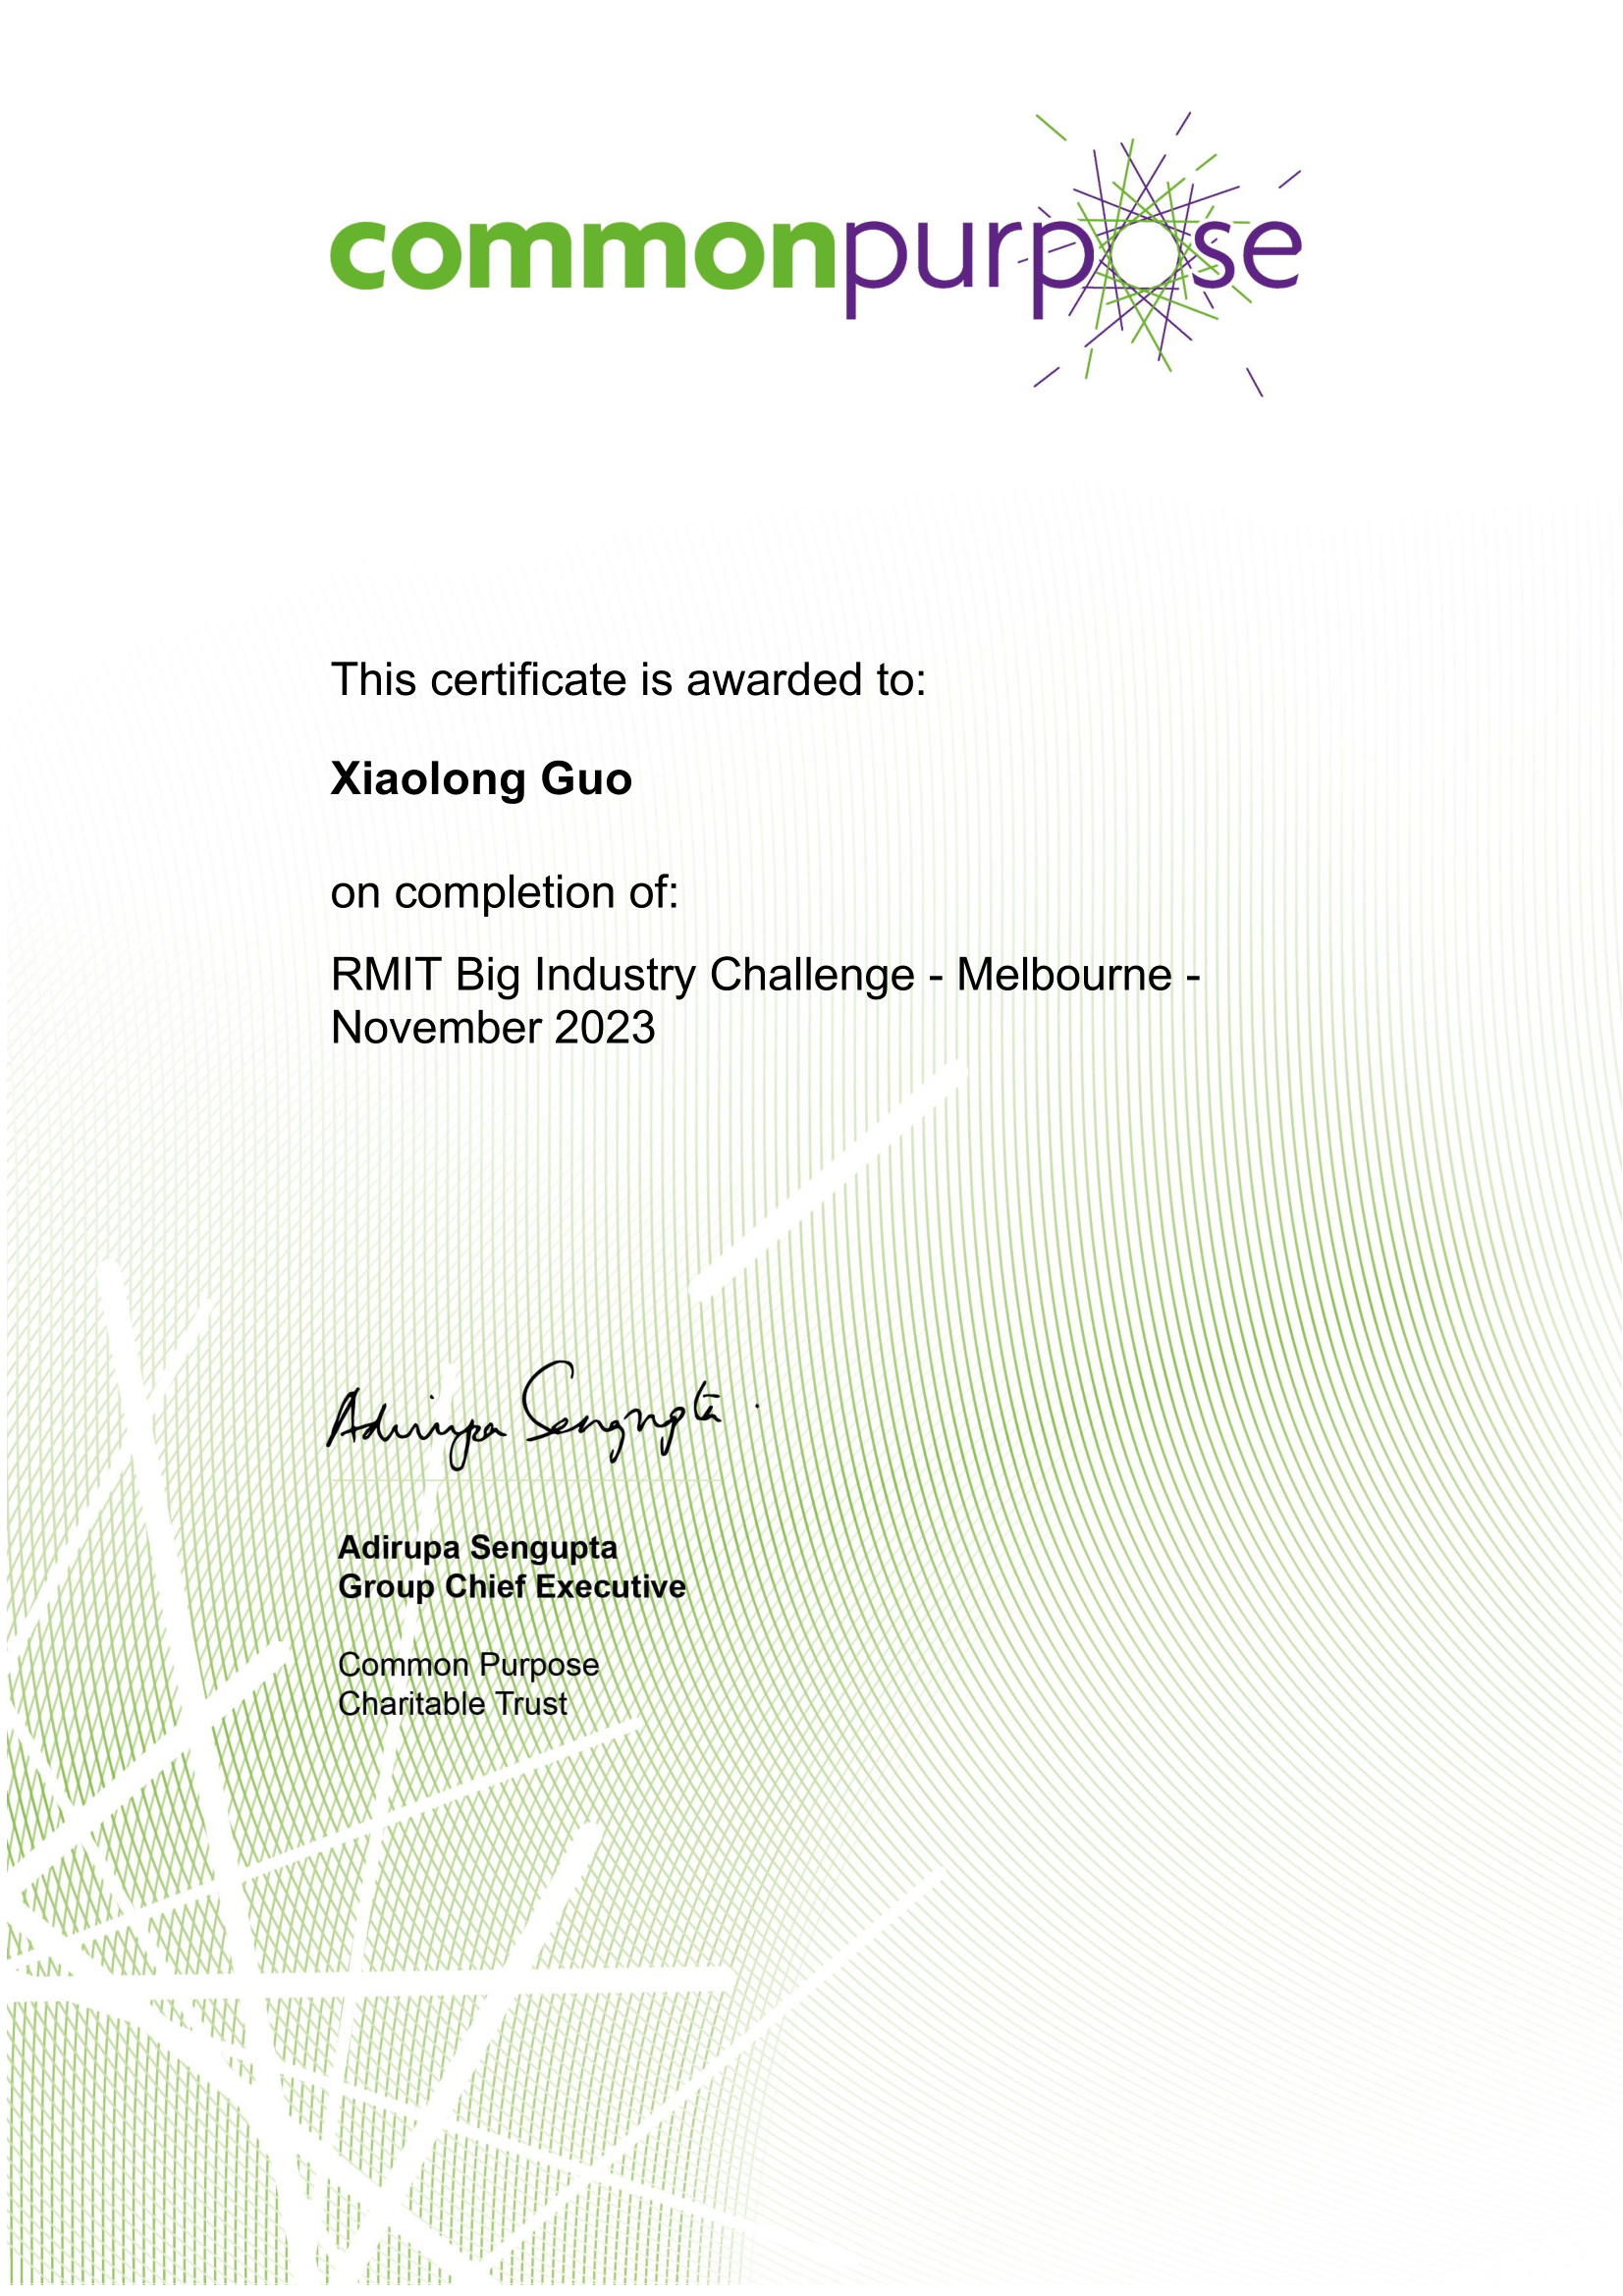 commonpurpose
This certificate is awarded to:
Xiaolong Guo
on completion of:
RMIT Big Industry Challenge - Melbourne -
November 2023
Adirupa Sengupta
Adirupa Sengupta
Group Chief Executive
Common Purpose
Charitable Trust